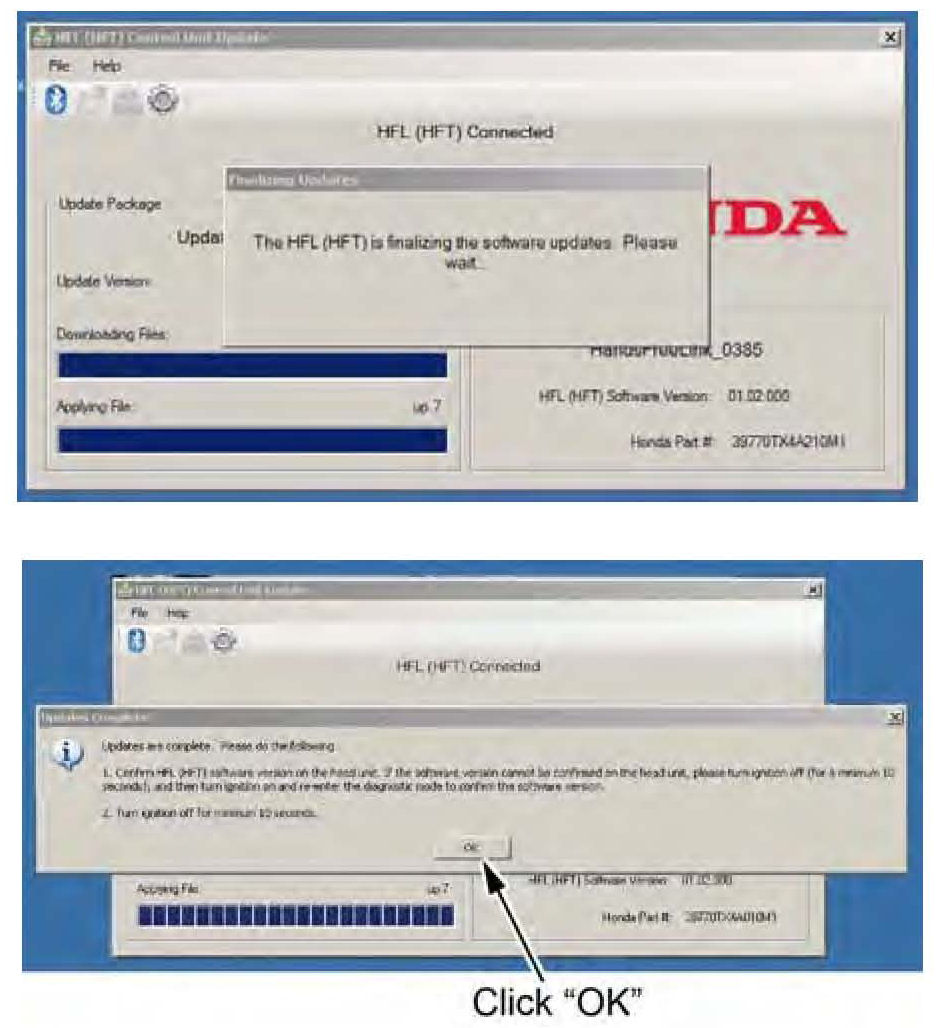 HFL (HFT) Control Unit Update
File Help
HFL (HFT) Connected
Finalizing Updates
Update Package
Updat
The HFL (HFT) is finalizing the software updates. Please
wait...
DA
Update Version:
Downloading Files:
HandsFreeLink_0385
HFL (HFT) Software Version: 01.02.000
Applying File: up 7
Honda Part #: 39770TX4A210M1
HFL (HFT) Control Unit Update
File Help
HFL (HFT) Connected
Updates Complete
Updates are complete. Please do the following:
1. Confirm HFL (HFT) software version on the head unit. If the software version cannot be confirmed on the head unit, please turn ignition off (for a minimum 10
seconds), and then turn ignition on and re-enter the diagnostic mode to confirm the software version.
2. Turn ignition off for minimum 10 seconds.
OK
Applying File: up 7
HFL (HFT) Software Version:
Honda Part #:
Click “OK”